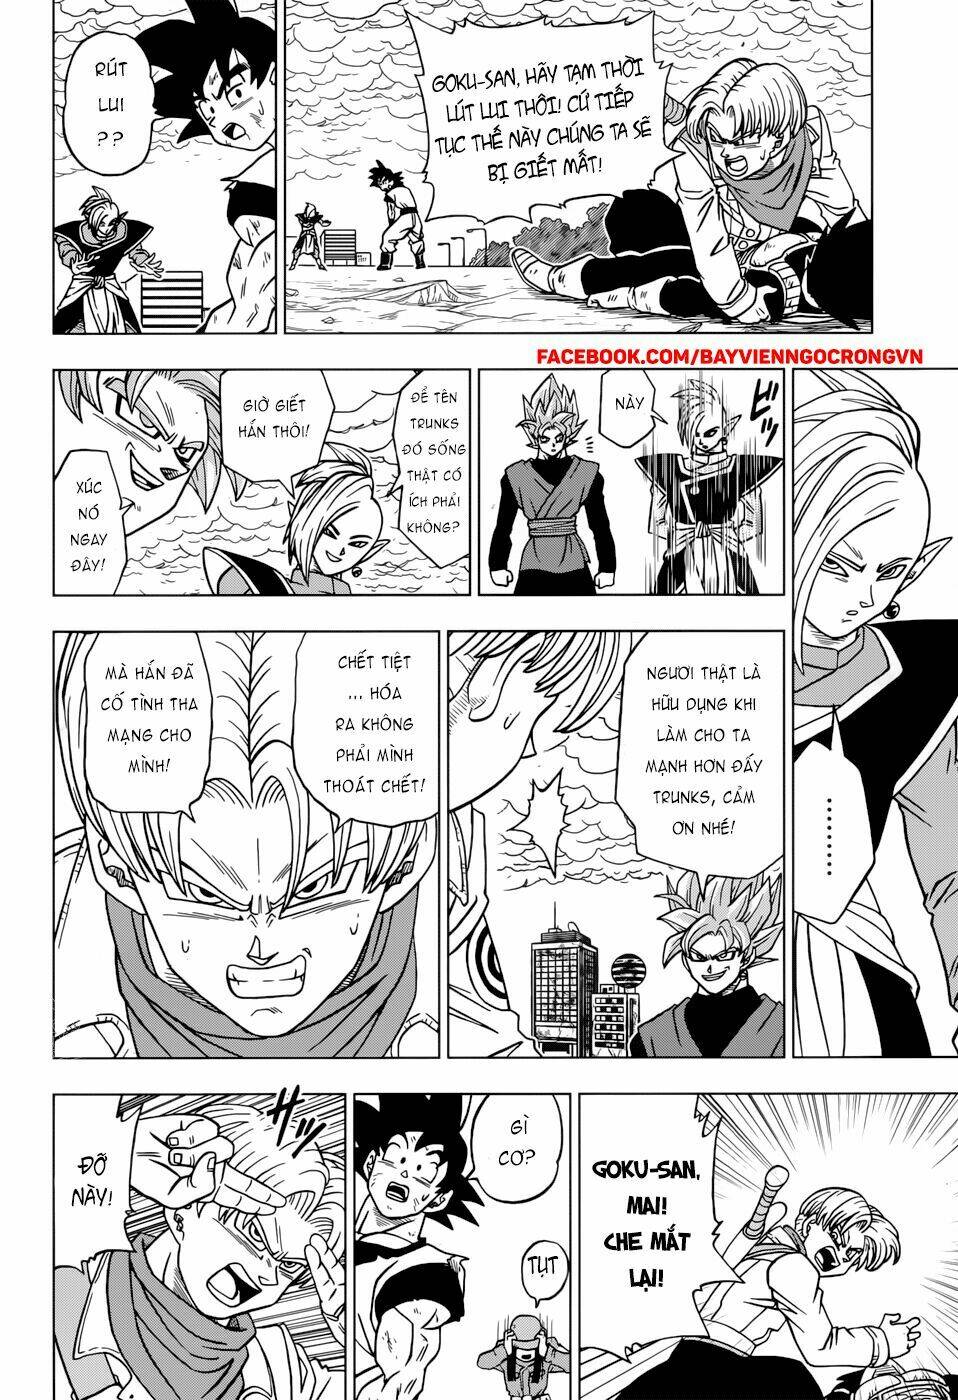 GOKU-SAN, HÃY TẠM THỜI
LÚT LUI THÔI! CỨ TIẾP
TỤC THẾ NÀY CHÚNG TA SẼ
BỊ GIẾT MẤT!
RÚT
LUI
??
FACEBOOK.COM/BAYVIENNGOCRONGVN
.........
NÀY
ビッ
ĐỂ TÊN
TRUNKS
ĐÓ SỐNG
THẬT CÓ
ÍCH PHẢI
KHÔNG?
GIỜ GIẾT
HẮN THÔI!
XÚC
NÓ
NGAY
ĐÂY!
NGƯƠI THẬT LÀ
HỮU DỤNG KHI
LÀM CHO TA
MẠNH HƠN ĐẤY
TRUNKS, CẢM
ƠN NHÉ!
CHẾT TIỆT
... HÓA
RA KHÔNG
PHẢI MÌNH
THOÁT CHẾT!
MÀ HẮN ĐÃ
CỐ TÌNH THA
MẠNG CHO
MÌNH!
GOKU-SAN,
MAI!
CHE MẮT
LẠI!
GÌ
CƠ?
TỤT
ĐỠ
NÀY!